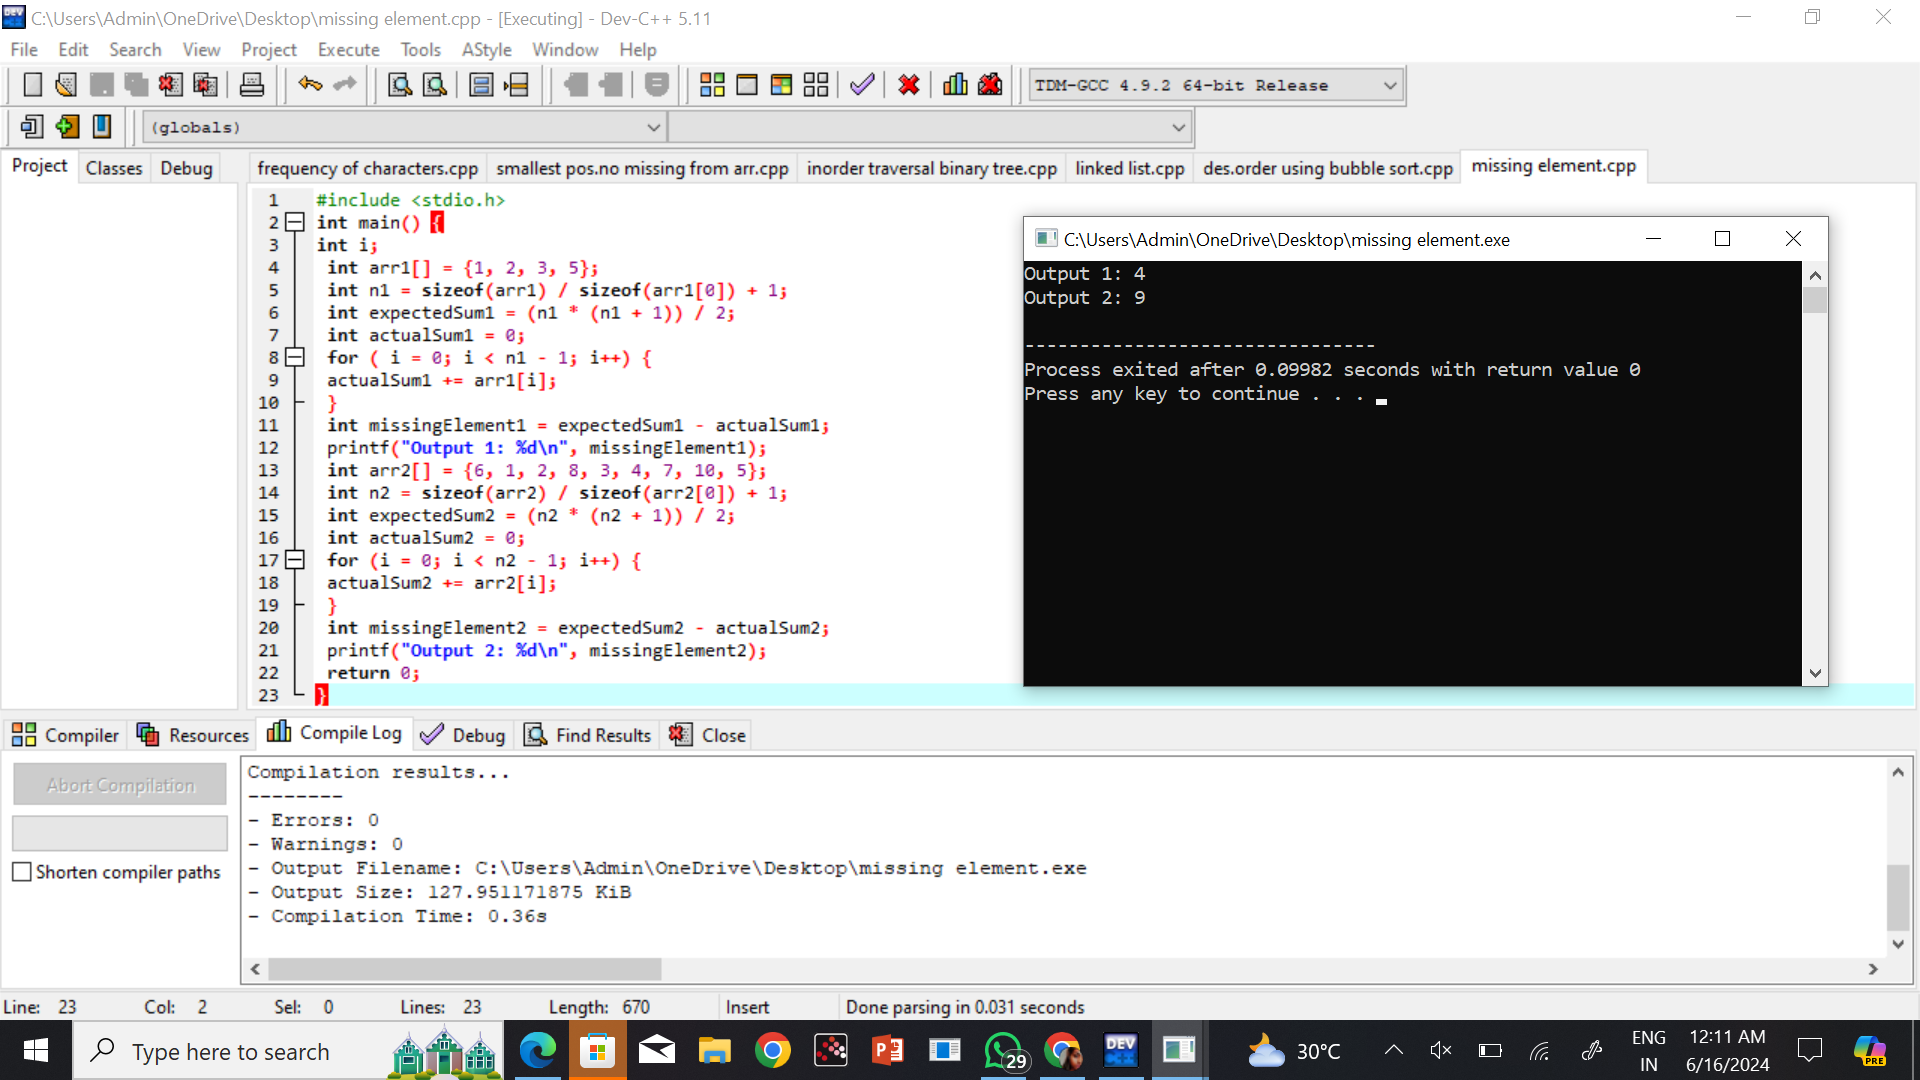 C:\Users\Admin\OneDrive\Desktop\missing element.cpp - [Executing] - Dev-C++ 5.11
File Edit Search View Project Execute Tools AStyle Window Help
TDM-GCC 4.9.2 64-bit Release
(globals)
Project Classes Debug
frequency of characters.cpp smallest pos.no missing from arr.cpp inorder traversal binary tree.cpp linked list.cpp des.order using bubble sort.cpp missing element.cpp
1 #include <stdio.h>
2 int main() {
3 int i;
4 int arr1[] = {1, 2, 3, 5};
5 int n1 = sizeof(arr1) / sizeof(arr1[0]) + 1;
6 int expectedSum1 = (n1 * (n1 + 1)) / 2;
7 int actualSum1 = 0;
8 for ( i = 0; i < n1 - 1; i++) {
9 actualSum1 += arr1[i];
10 }
11 int missingElement1 = expectedSum1 - actualSum1;
12 printf("Output 1: %d\n", missingElement1);
13 int arr2[] = {6, 1, 2, 8, 3, 4, 7, 10, 5};
14 int n2 = sizeof(arr2) / sizeof(arr2[0]) + 1;
15 int expectedSum2 = (n2 * (n2 + 1)) / 2;
16 int actualSum2 = 0;
17 for (i = 0; i < n2 - 1; i++) {
18 actualSum2 += arr2[i];
19 }
20 int missingElement2 = expectedSum2 - actualSum2;
21 printf("Output 2: %d\n", missingElement2);
22 return 0;
23 }
C:\Users\Admin\OneDrive\Desktop\missing element.exe
Output 1: 4
Output 2: 9
--------------------------------
Process exited after 0.09982 seconds with return value 0
Press any key to continue . . .
Compiler Resources Compile Log Debug Find Results Close
Abort Compilation
Shorten compiler paths
Compilation results...
--------
- Errors: 0
- Warnings: 0
- Output Filename: C:\Users\Admin\OneDrive\Desktop\missing element.exe
- Output Size: 127.951171875 KiB
- Compilation Time: 0.36s
Line: 23 Col: 2 Sel: 0 Lines: 23 Length: 670 Insert Done parsing in 0.031 seconds
Type here to search
29
DEV
30°C
ENG
IN
12:11 AM
6/16/2024
PRE